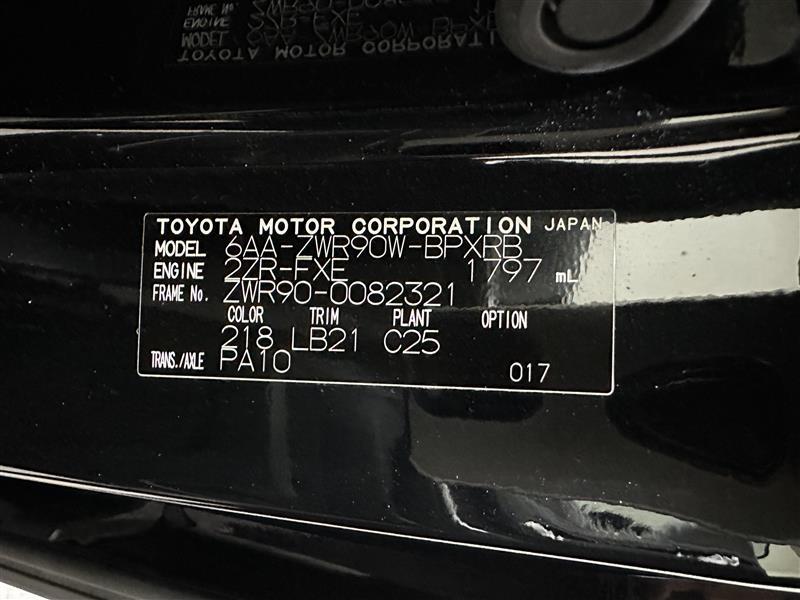 TOYOTA MOTOR CORPORATION JAPAN
MODEL 6AA-ZWR90W-BPXRB
ENGINE 2ZR-FXE 1797 mL
FRAME No. ZWR90-0082321
COLOR TRIM PLANT OPTION
218 LB21 C25
TRANS./AXLE PA10
017